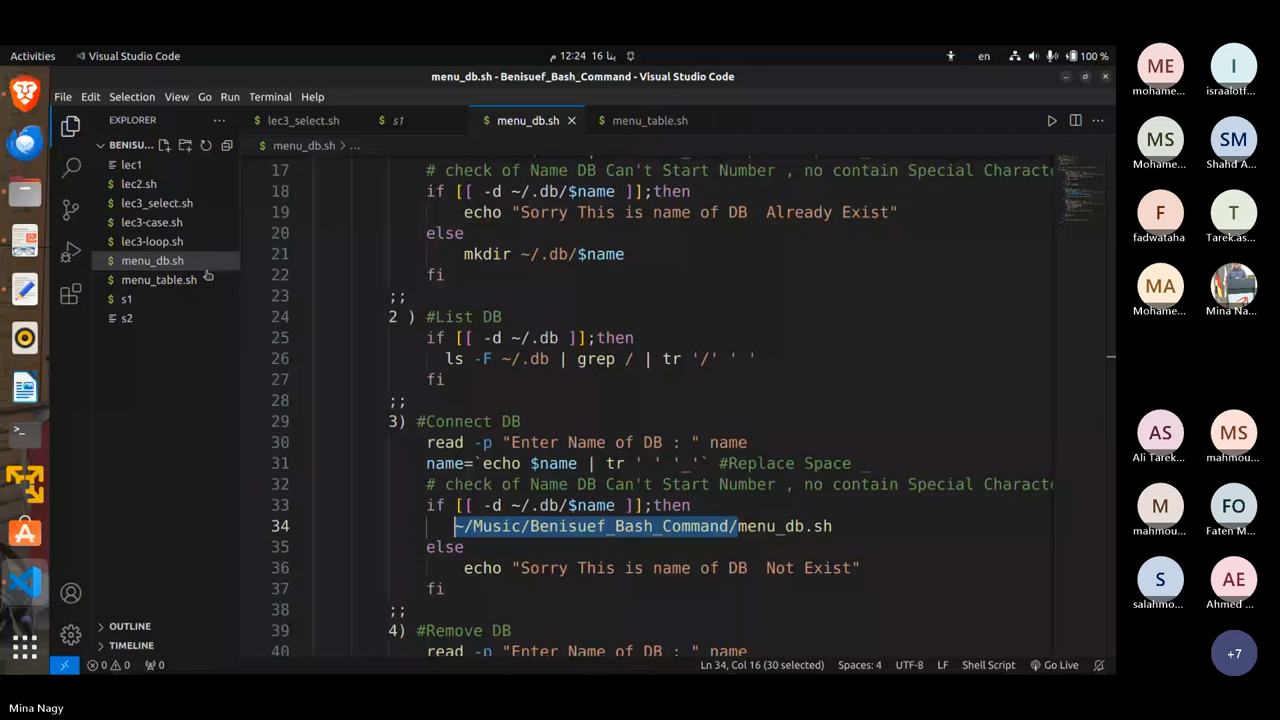 Activities
Visual Studio Code
م 12:24 16 ينا
en
100 %
menu_db.sh - Benisuef_Bash_Command - Visual Studio Code
File Edit Selection View Go Run Terminal Help
EXPLORER
BENISU...
lec1
lec2.sh
lec3_select.sh
lec3-case.sh
lec3-loop.sh
menu_db.sh
menu_table.sh
s1
s2
OUTLINE
TIMELINE
lec3_select.sh
s1
menu_db.sh
menu_table.sh
menu_db.sh > ...
17 # check of Name DB Can't Start Number , no contain Special Characte
18 if [[ -d ~/.db/$name ]];then
19 echo "Sorry This is name of DB  Already Exist"
20 else
21 mkdir ~/.db/$name
22 fi
23 ;;
24 2 ) #List DB
25 if [[ -d ~/.db ]];then
26 ls -F ~/.db | grep / | tr '/' ' '
27 fi
28 ;;
29 3) #Connect DB
30 read -p "Enter Name of DB : " name
31 name=`echo $name | tr ' ' '_'` #Replace Space _
32 # check of Name DB Can't Start Number , no contain Special Characte
33 if [[ -d ~/.db/$name ]];then
34 ~/Music/Benisuef_Bash_Command/menu_db.sh
35 else
36 echo "Sorry This is name of DB  Not Exist"
37 fi
38 ;;
39 4) #Remove DB
40 read -p "Enter Name of DB : " name
0 0 0
Ln 34, Col 16 (30 selected)
Spaces: 4
UTF-8
LF
Shell Script
Go Live
ME
mohame...
I
israalotf...
MS
Mohame...
SM
Shahd A...
F
fadwataha
T
Tarek.as...
MA
Mohame...
Mina Na...
AS
Ali Tarek...
MS
mahmou...
M
mahmou...
FO
Faten M...
S
salahmo...
AE
Ahmed ...
+7
Mina Nagy